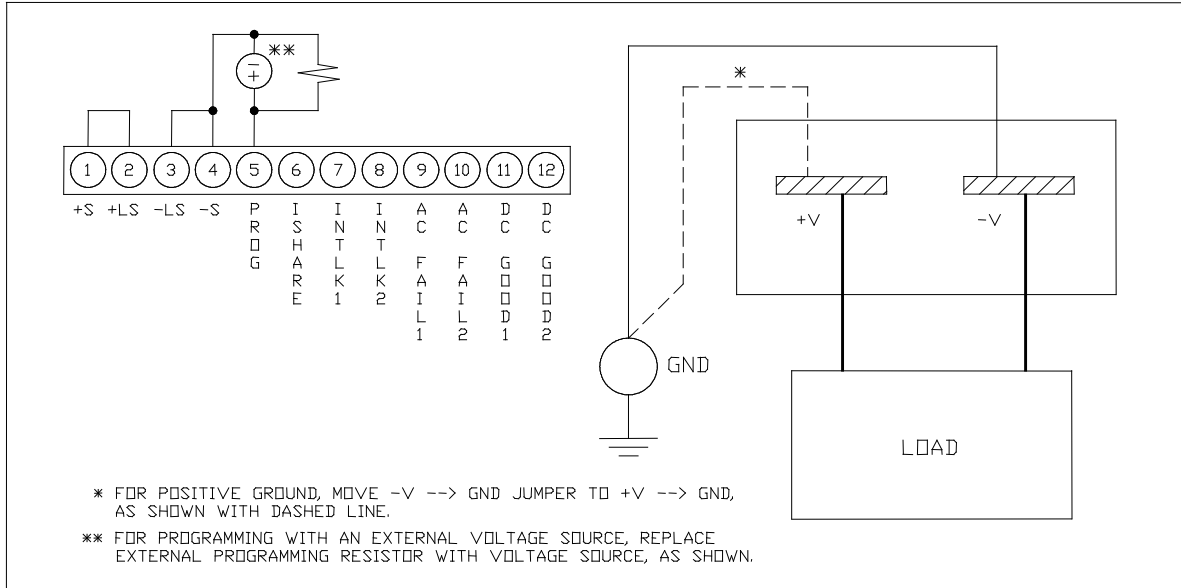 **
− +
*
1 2 3 4 5 6 7 8 9 10 11 12
+S +LS -LS -S PROG ISHARE INTLK1 INTLK2 AC FAIL1 AC FAIL2 DC GOOD1 DC GOOD2
+V -V
GND
LOAD
* FOR POSITIVE GROUND, MOVE -V --> GND JUMPER TO +V --> GND,
AS SHOWN WITH DASHED LINE.
** FOR PROGRAMMING WITH AN EXTERNAL VOLTAGE SOURCE, REPLACE
EXTERNAL PROGRAMMING RESISTOR WITH VOLTAGE SOURCE, AS SHOWN.